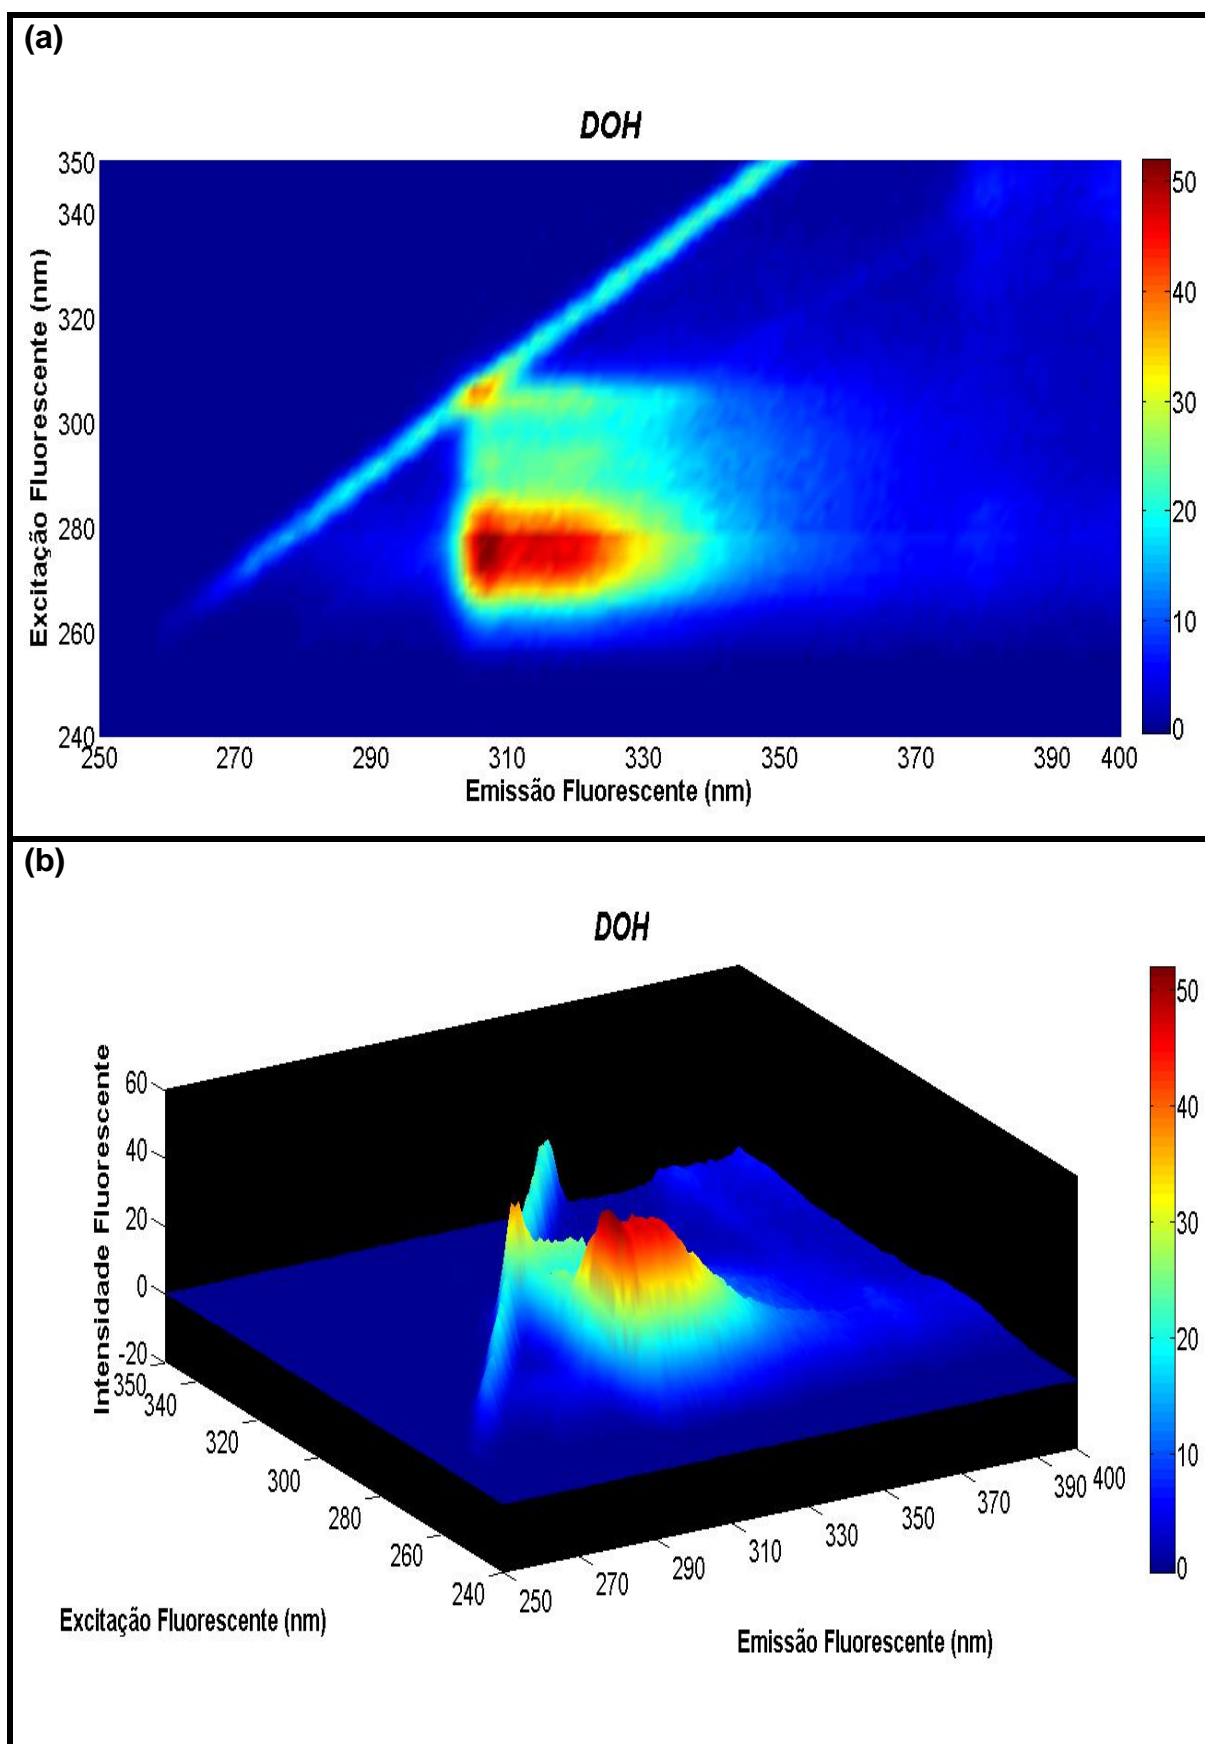 (a)
DOH
350
340
320
300
280
260
240
Excitação Fluorescente (nm)
250 270 290 310 330 350 370 390 400
Emissão Fluorescente (nm)
50
40
30
20
10
0
(b)
DOH
60
40
20
0
-20
Intensidade Fluorescente
350
340
320
300
280
260
240
Excitação Fluorescente (nm)
250 270 290 310 330 350 370 390 400
Emissão Fluorescente (nm)
50
40
30
20
10
0